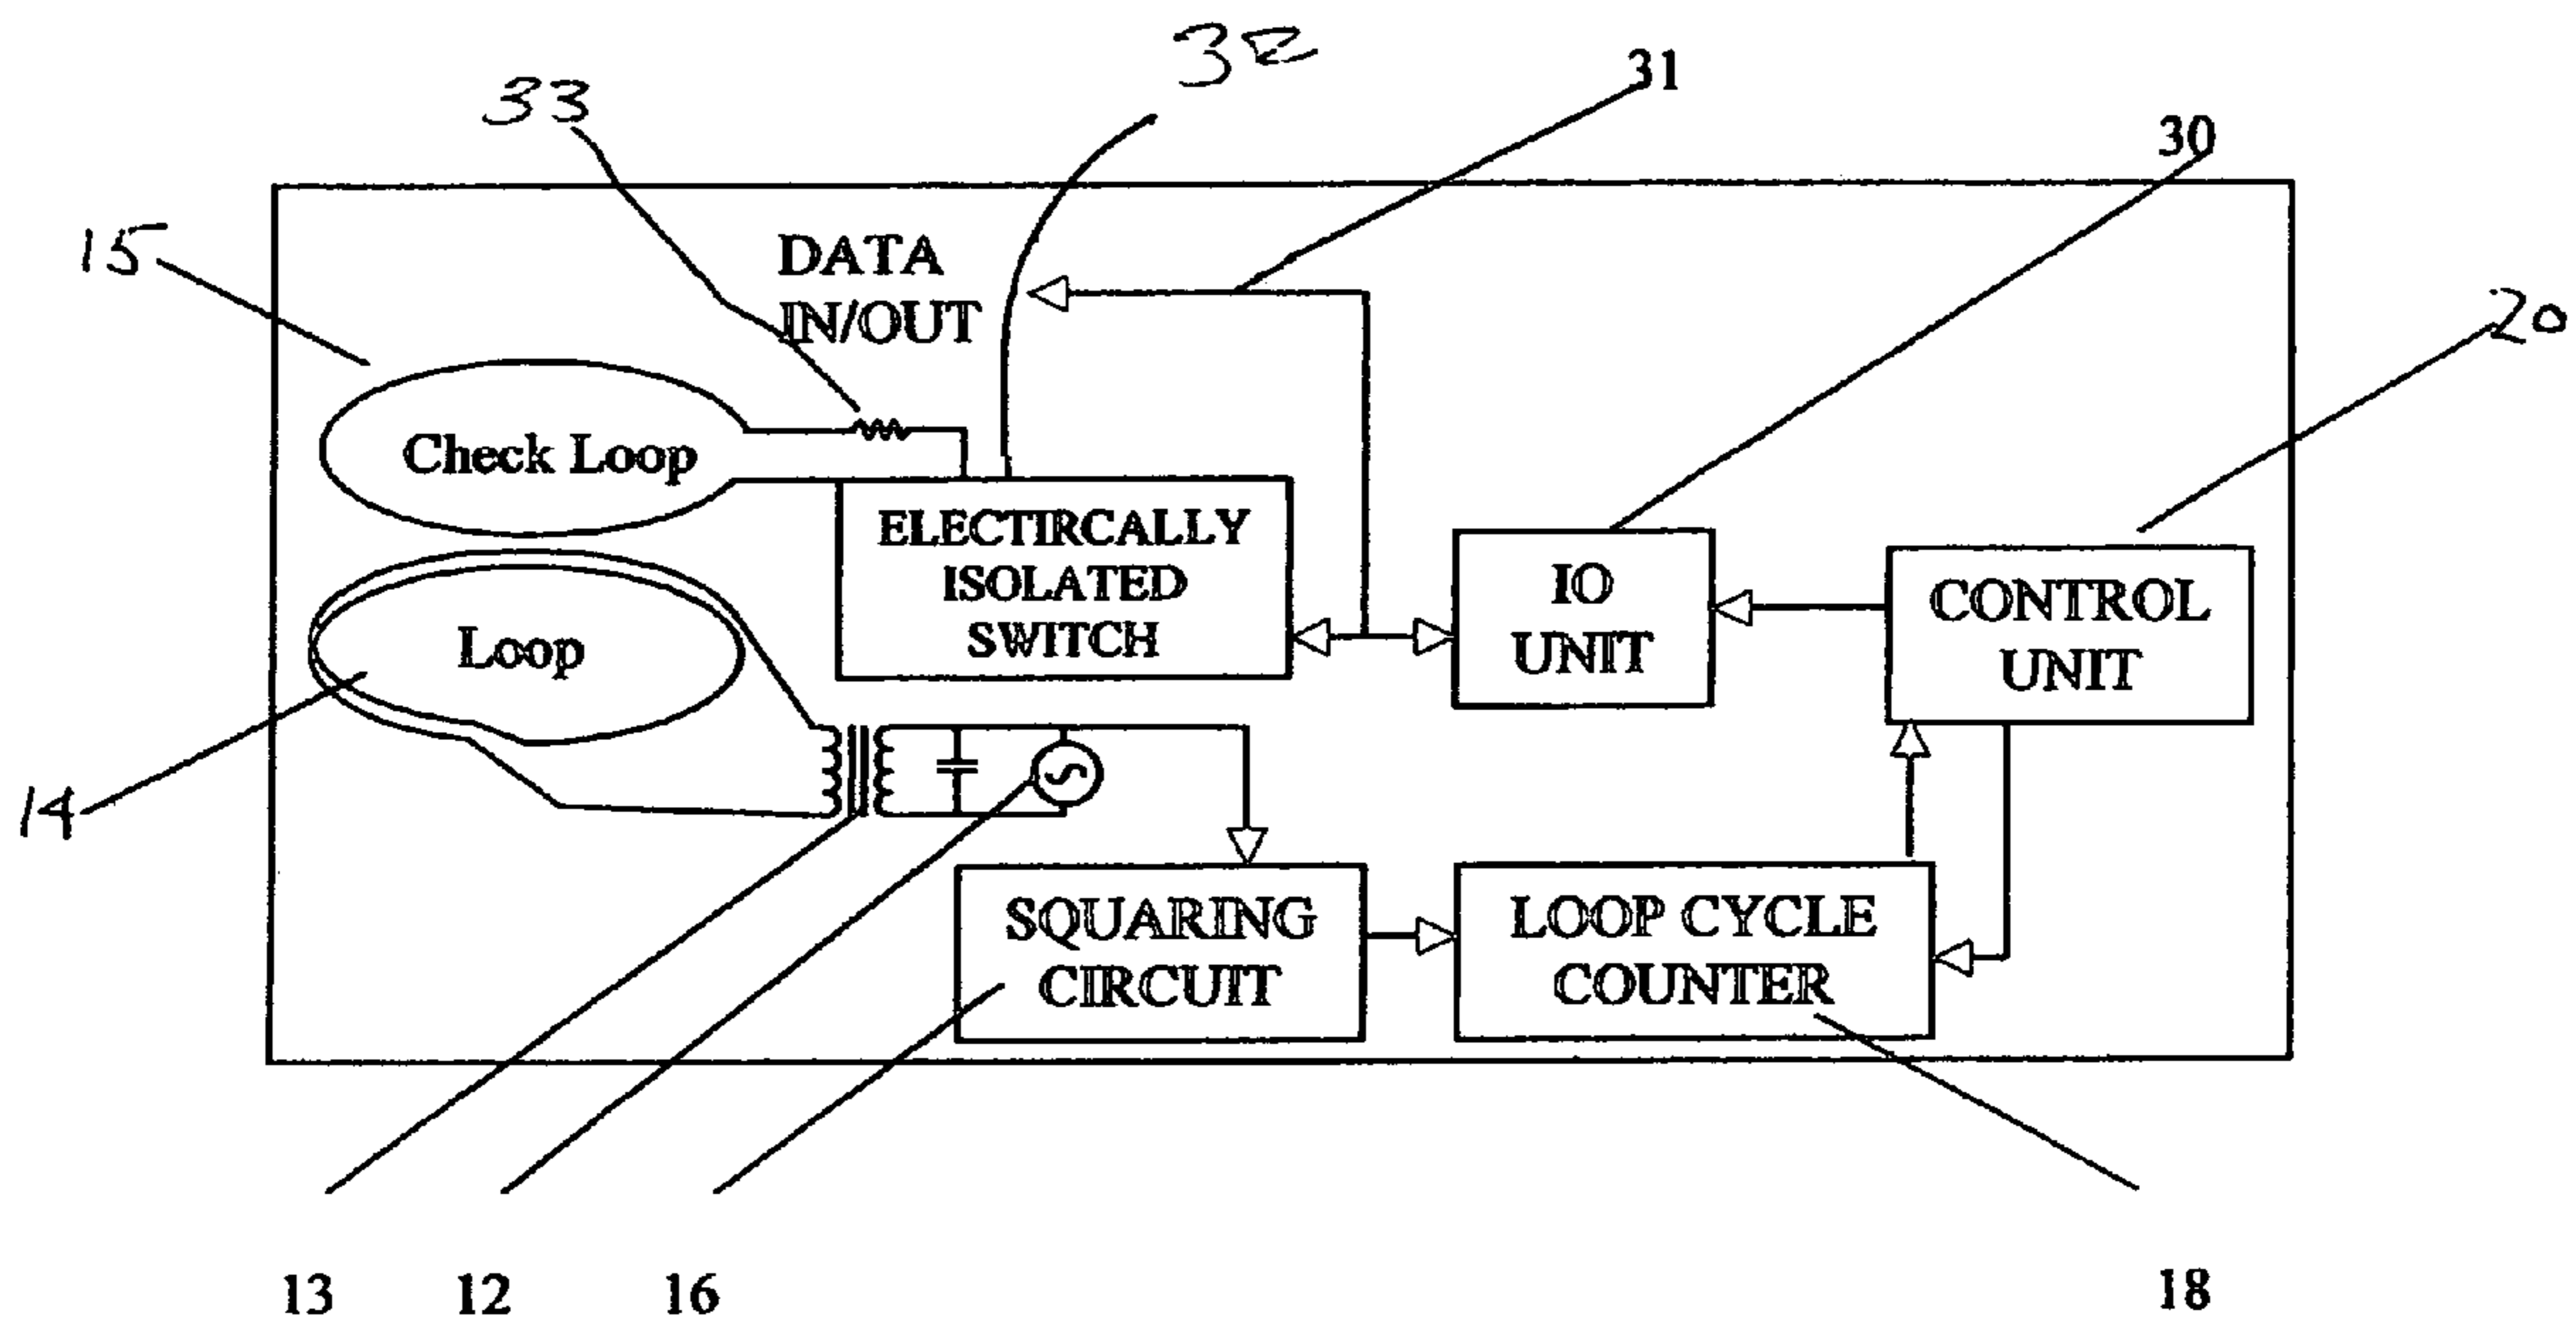 32
31
33
30
15
DATA
IN/OUT
20
Check Loop
ELECTIRCALLY
ISOLATED
SWITCH
IO
UNIT
CONTROL
UNIT
Loop
14
SQUARING
CIRCUIT
LOOP CYCLE
COUNTER
13
12
16
18